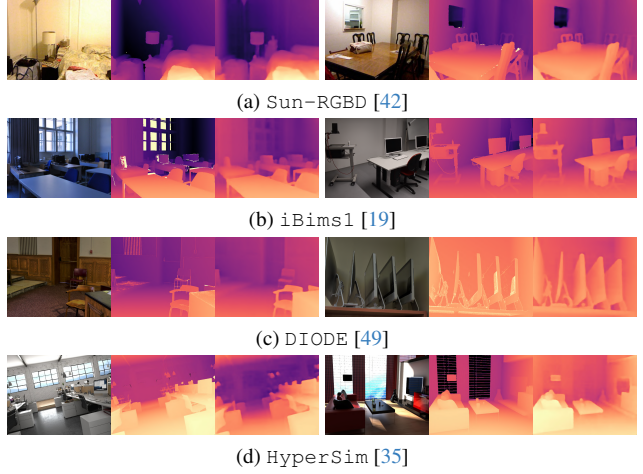 (a) Sun-RGBD [42]
(b) iBims1 [19]
(c) DIODE [49]
(d) HyperSim [35]